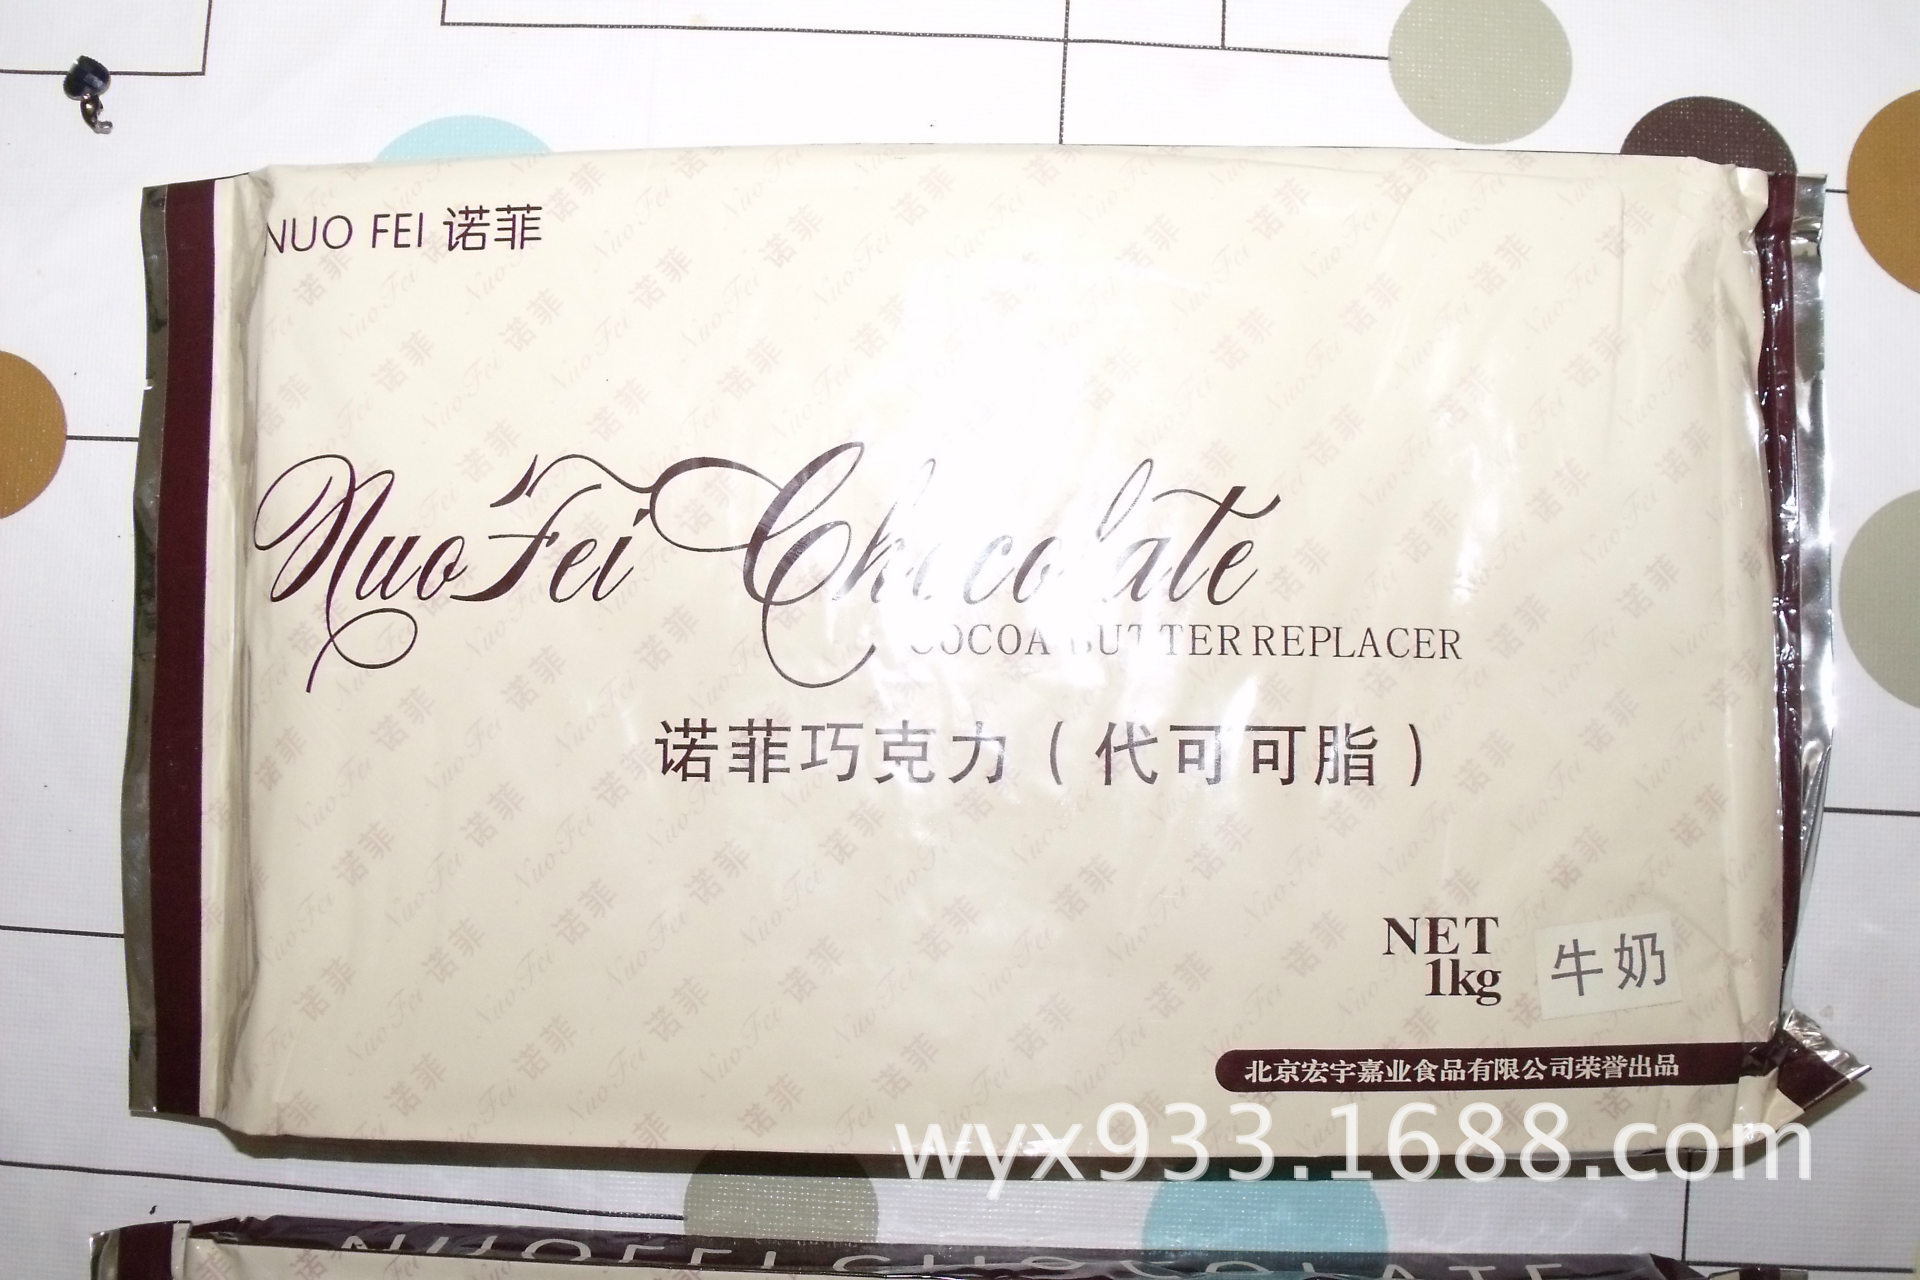 NUO FEI 诺菲
NuoFei Chocolate
COCOA BUTTER REPLACER
诺菲巧克力(代可可脂)
NET
1kg
牛奶
北京宏宇嘉业食品有限公司荣誉出品
wyx933.1688.com
NUOFEI CHOCOLATE